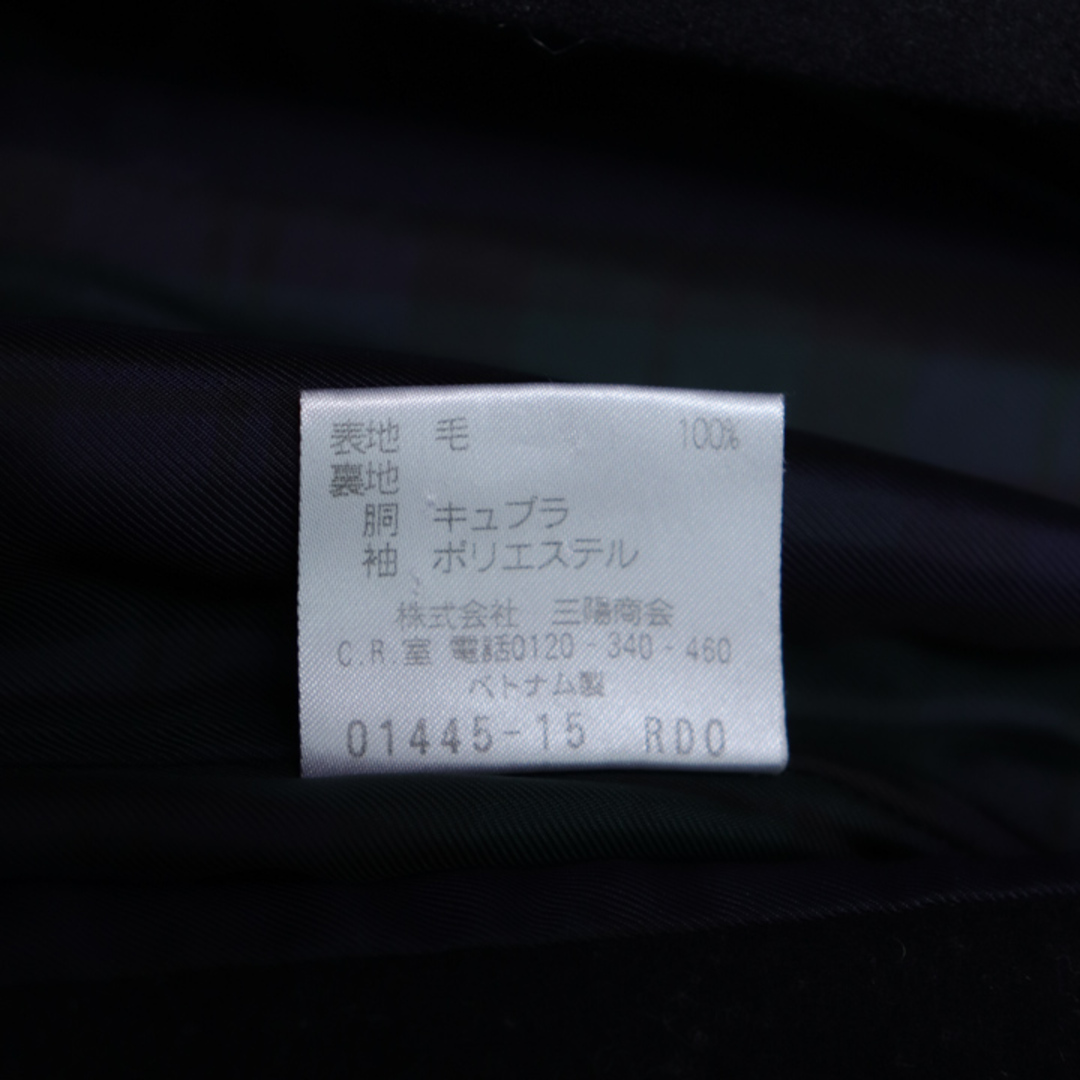 表地 毛 100%
裏地
胴 キュプラ
袖 ポリエステル
株式会社 三陽商会
C.R.室 電話0120-340-460
ベトナム製
01445-15 RDO